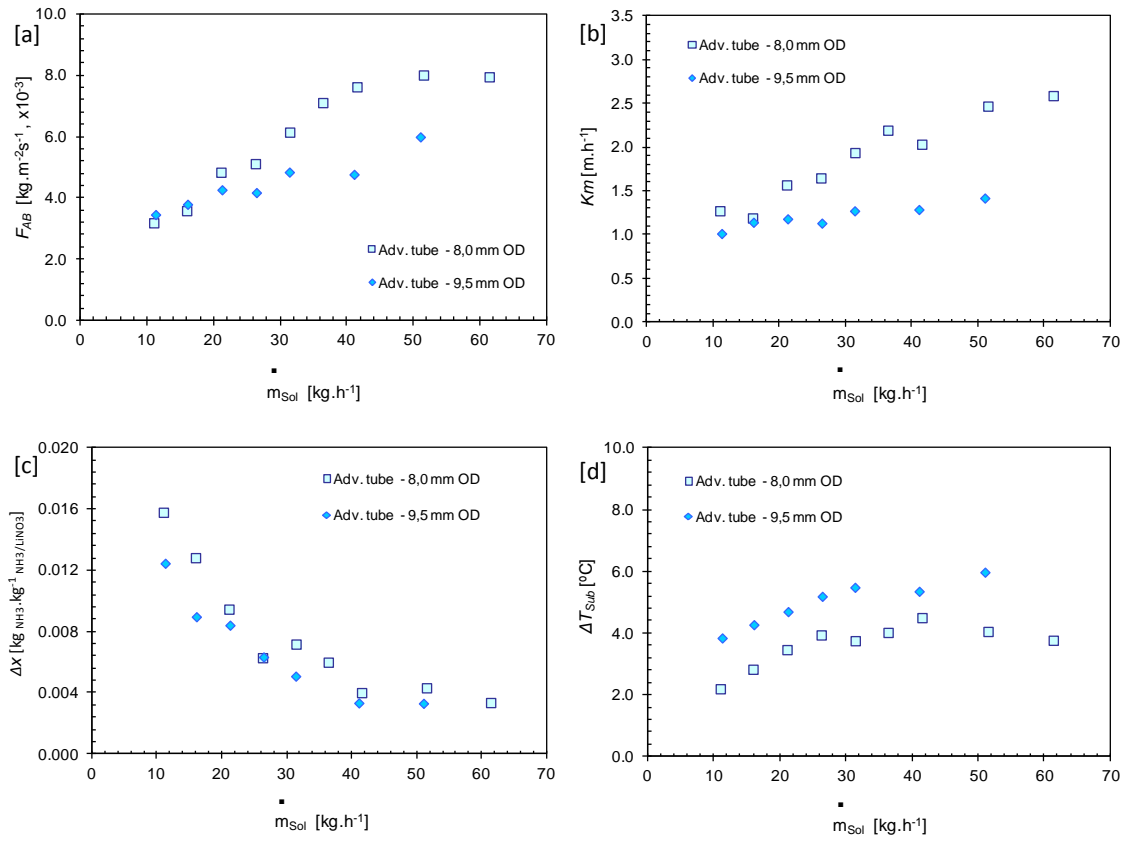 [a]
10.0
8.0
6.0
4.0
2.0
0.0
F_AB [kg.m⁻²s⁻¹ , x10⁻³]
Adv. tube - 8,0 mm OD
Adv. tube - 9,5 mm OD
0 10 20 30 40 50 60 70
ṁ_Sol [kg.h⁻¹]
[b]
3.5
3.0
2.5
2.0
1.5
1.0
0.5
0.0
Km [m.h⁻¹]
Adv. tube - 8,0 mm OD
Adv. tube - 9,5 mm OD
0 10 20 30 40 50 60 70
ṁ_Sol [kg.h⁻¹]
[c]
0.020
0.016
0.012
0.008
0.004
0.000
Δx [kg NH3.kg⁻¹ NH3/LiNO3]
Adv. tube - 8,0 mm OD
Adv. tube - 9,5 mm OD
0 10 20 30 40 50 60 70
ṁ_Sol [kg.h⁻¹]
[d]
10.0
8.0
6.0
4.0
2.0
0.0
ΔT_Sub [ºC]
Adv. tube - 8,0 mm OD
Adv. tube - 9,5 mm OD
0 10 20 30 40 50 60 70
ṁ_Sol [kg.h⁻¹]